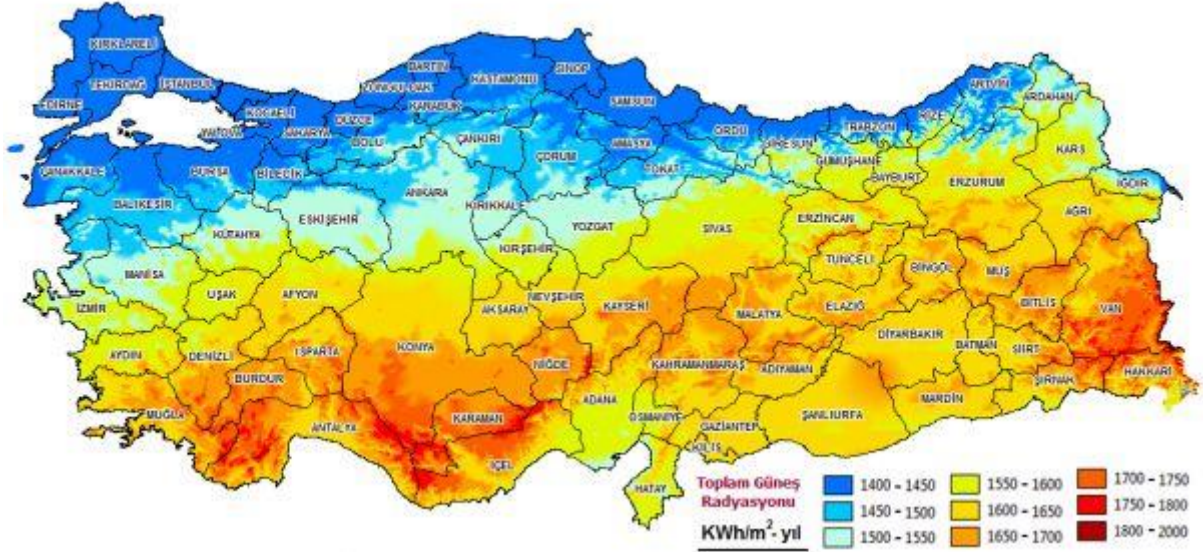 KIRKLARELİ
TEKİRDAĞ
İSTANBUL
EDİRNE
KOCAELİ
YALOVA
SAKARYA
DÜZCE
ZONGULDAK
BARTIN
KARABÜK
KASTAMONU
SİNOP
SAMSUN
ORDU
GİRESUN
TRABZON
RİZE
ARTVİN
ARDAHAN
ÇANAKKALE
BURSA
BİLECİK
BOLU
ÇANKIRI
ÇORUM
AMASYA
TOKAT
GÜMÜŞHANE
BAYBURT
ERZURUM
KARS
IĞDIR
BALIKESİR
KÜTAHYA
ESKİŞEHİR
ANKARA
KIRIKKALE
YOZGAT
SİVAS
ERZİNCAN
AĞRI
MANİSA
İZMİR
UŞAK
AFYON
KIRŞEHİR
NEVŞEHİR
AKSARAY
KAYSERİ
MALATYA
TUNCELİ
ELAZIĞ
BİNGÖL
MUŞ
BİTLİS
VAN
AYDIN
DENİZLİ
ISPARTA
BURDUR
KONYA
NİĞDE
KAHRAMANMARAŞ
ADIYAMAN
DİYARBAKIR
BATMAN
SİİRT
ŞIRNAK
HAKKARİ
MUĞLA
ANTALYA
KARAMAN
İÇEL
ADANA
OSMANİYE
GAZİANTEP
KİLİS
ŞANLIURFA
MARDİN
HATAY
Toplam Güneş
Radyasyonu
KWh/m²- yıl
1400 - 1450
1450 - 1500
1500 - 1550
1550 - 1600
1600 - 1650
1650 - 1700
1700 - 1750
1750 - 1800
1800 - 2000